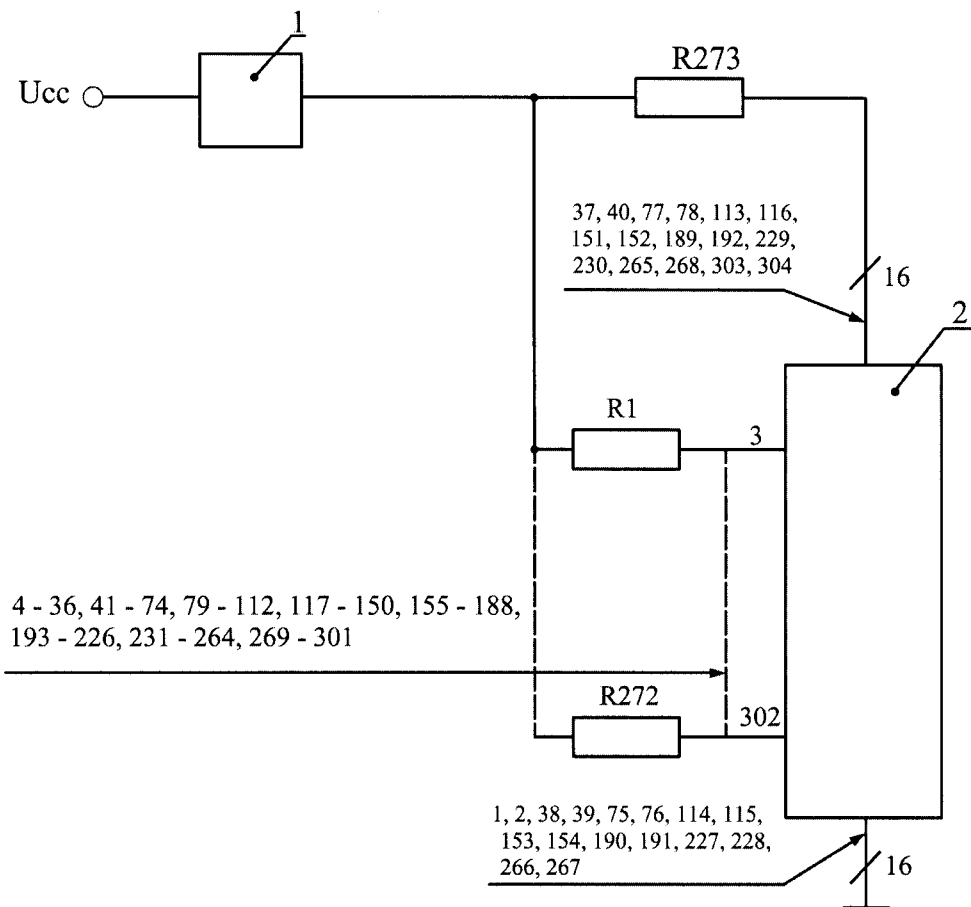 1
R273
Ucc
37, 40, 77, 78, 113, 116,
151, 152, 189, 192, 229,
230, 265, 268, 303, 304
16
2
R1
3
4 - 36, 41 - 74, 79 - 112, 117 - 150, 155 - 188,
193 - 226, 231 - 264, 269 - 301
R272
302
1, 2, 38, 39, 75, 76, 114, 115,
153, 154, 190, 191, 227, 228,
266, 267
16